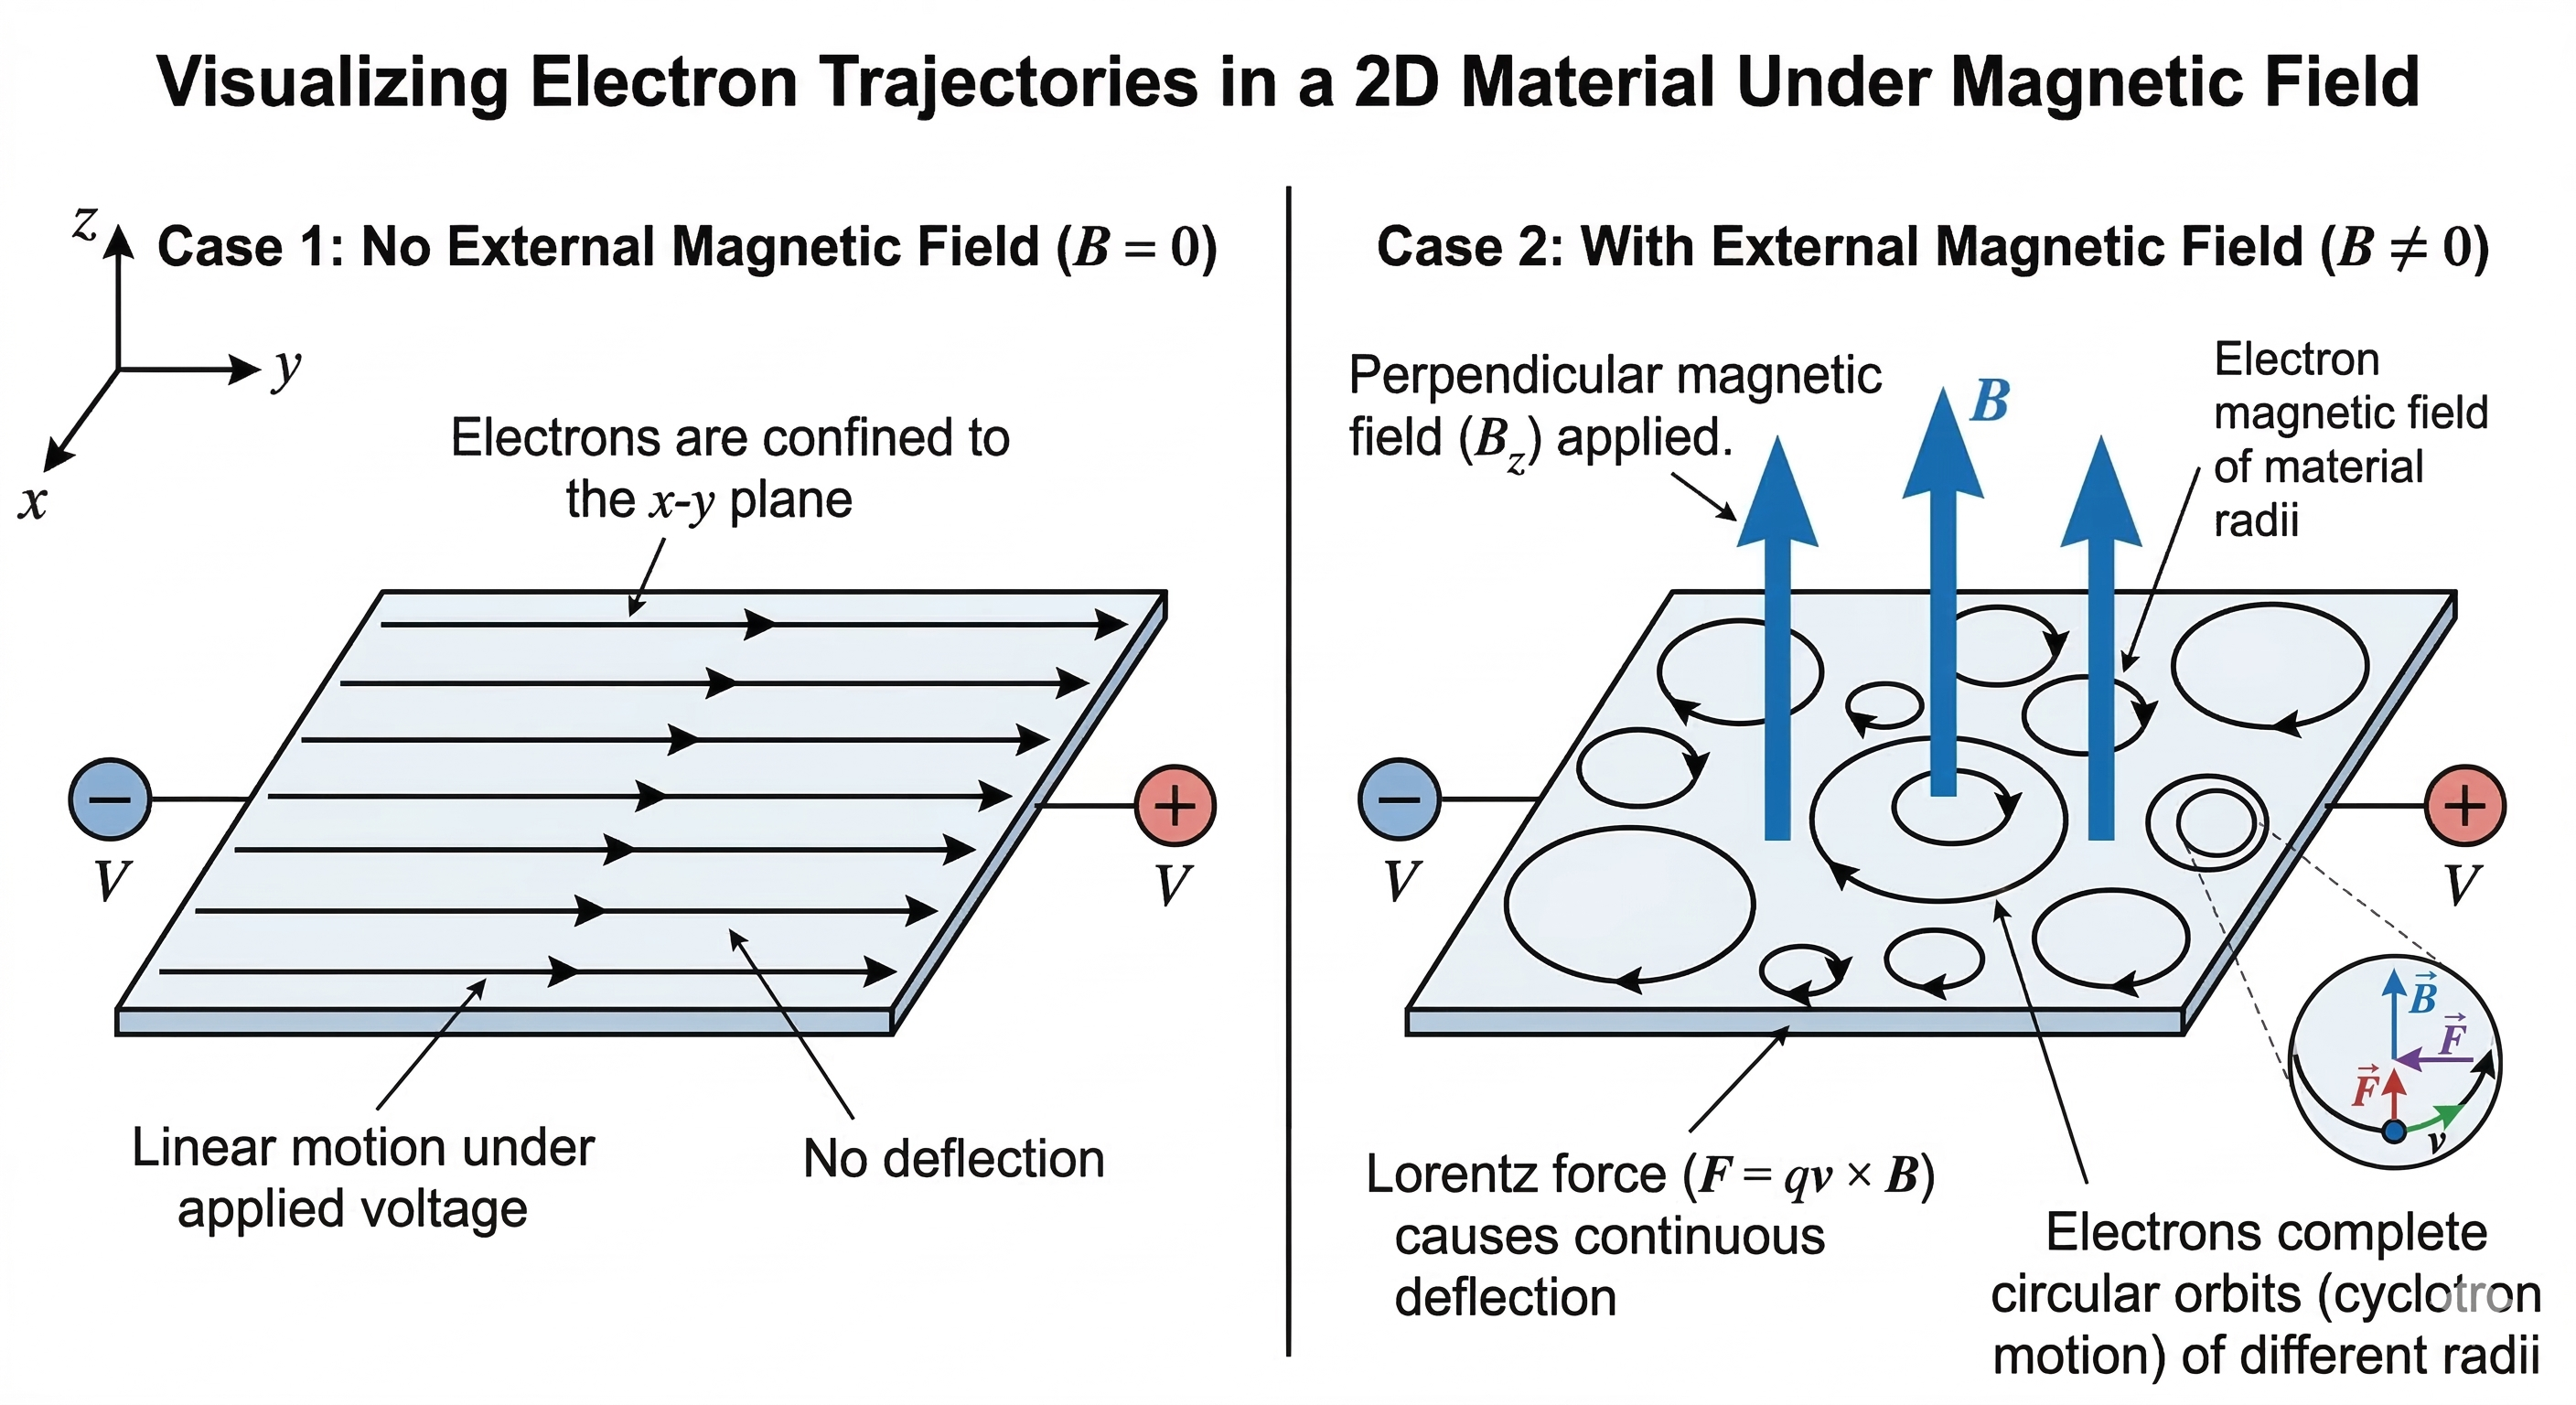 Visualizing Electron Trajectories in a 2D Material Under Magnetic Field
z
Case 1: No External Magnetic Field (B = 0)
y
x
Electrons are confined to
the x-y plane
−
V
+
V
Linear motion under
applied voltage
No deflection
Case 2: With External Magnetic Field (B ≠ 0)
Perpendicular magnetic
field (B_z) applied.
B
Electron
magnetic field
of material
radii
−
V
+
V
B⃗
F⃗
F⃗
v
Lorentz force (F = qv × B)
causes continuous
deflection
Electrons complete
circular orbits (cyclotron
motion) of different radii